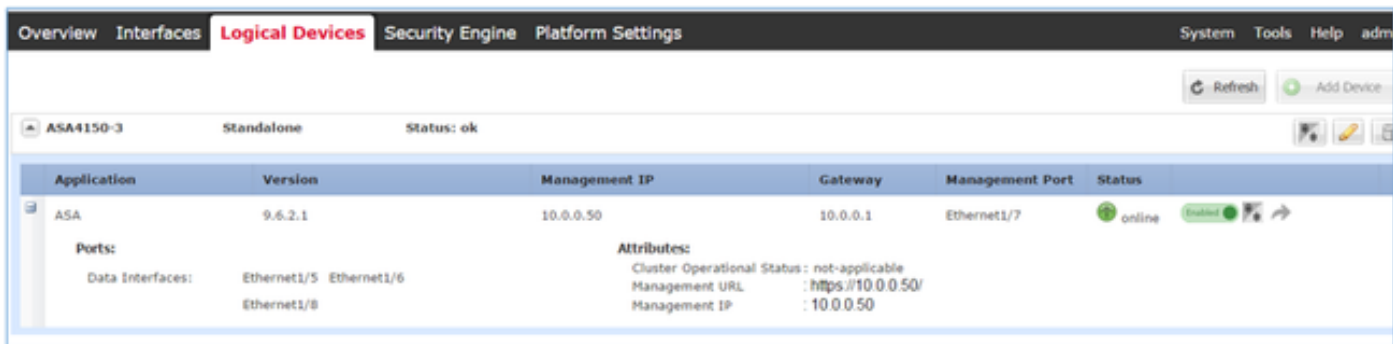 Overview Interfaces Logical Devices Security Engine Platform Settings System Tools Help adm
Refresh Add Device
ASA4150-3 Standalone Status: ok
Application Version Management IP Gateway Management Port Status
ASA 9.6.2.1 10.0.0.50 10.0.0.1 Ethernet1/7 online Enabled
Ports: Attributes:
Cluster Operational Status : not-applicable
Data Interfaces: Ethernet1/5 Ethernet1/6
Management URL : https://10.0.0.50/
Ethernet1/8 Management IP : 10.0.0.50